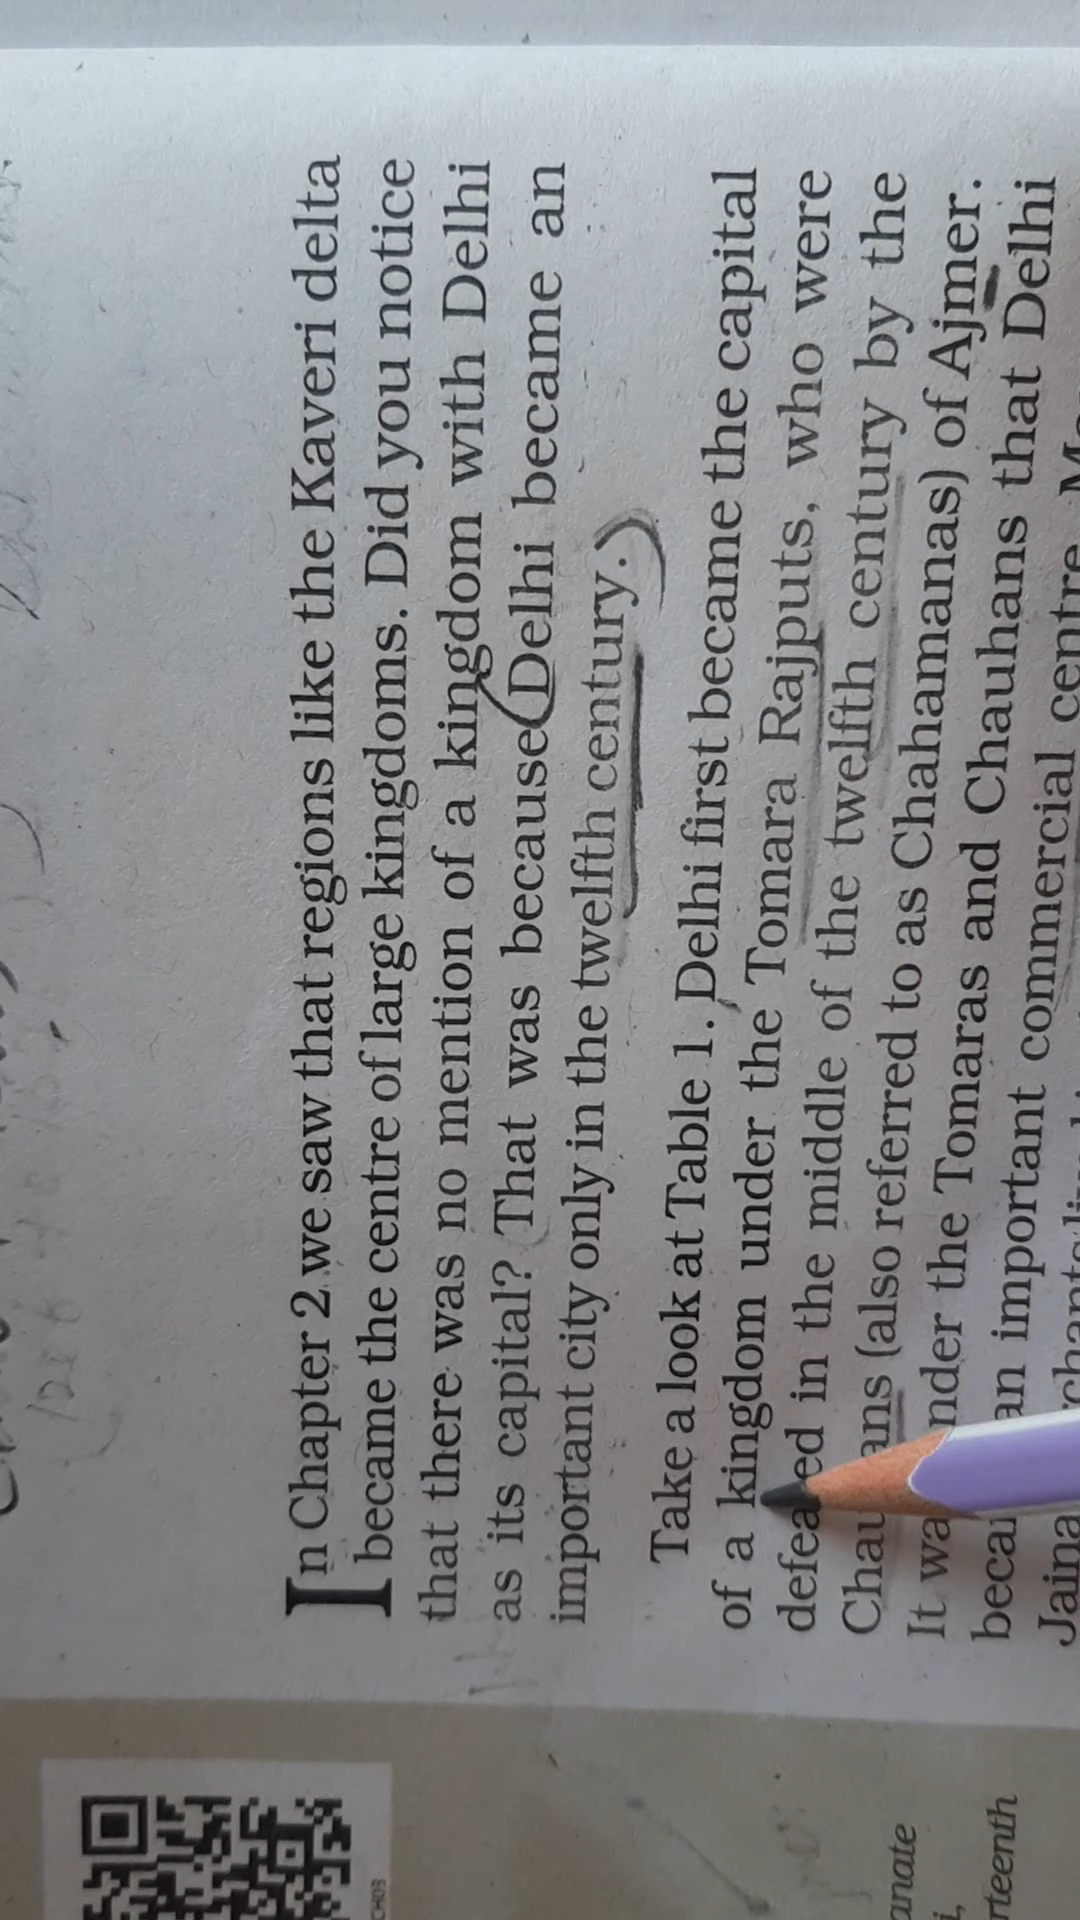 In Chapter 2 we saw that regions like the Kaveri delta
became the centre of large kingdoms. Did you notice
that there was no mention of a kingdom with Delhi
as its capital? That was because Delhi became an
important city only in the twelfth century.
Take a look at Table 1. Delhi first became the capital
of a kingdom under the Tomara Rajputs, who were
defea ed in the middle of the twelfth century by the
Chau ans (also referred to as Chahamanas) of Ajmer.
It wa nder the Tomaras and Chauhans that Delhi
beca an important commercial centre.
Jaina
CH03
anate
i,
rteenth